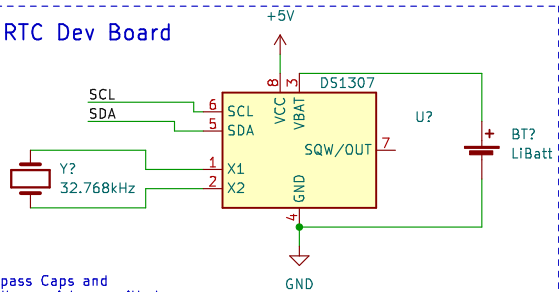 +5V
RTC Dev Board
8
3
DS1307
SCL
6
SCL
VCC
VBAT
U?
SDA
5
SDA
+
BT?
SQW/OUT
7
LiBatt
Y?
1
X1
32.768kHz
2
X2
GND
4
GND
pass Caps and